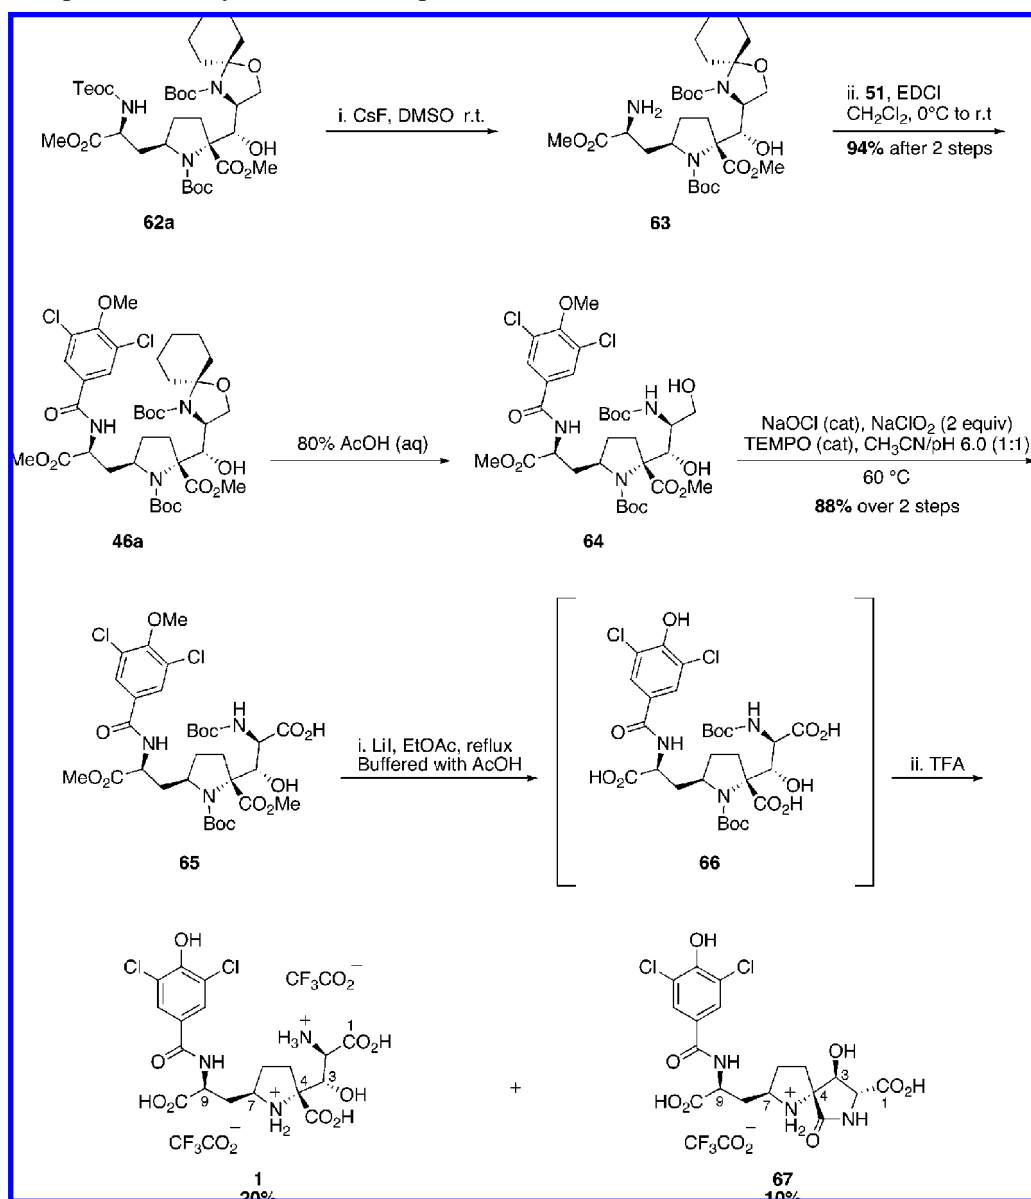 Teoc
NH
MeO₂C
Boc
N
O
OH
N
CO₂Me
Boc
62a
i. CsF, DMSO r.t.
Boc
N
O
NH₂
MeO₂C
OH
N
CO₂Me
Boc
63
ii. 51, EDCI
CH₂Cl₂, 0°C to r.t
94% after 2 steps
OMe
Cl
Cl
O
NH
Boc
N
O
MeO₂C
OH
N
CO₂Me
Boc
46a
80% AcOH (aq)
OMe
Cl
Cl
HO
H
Boc N
O
NH
MeO₂C
OH
N
CO₂Me
Boc
64
NaOCl (cat), NaClO₂ (2 equiv)
TEMPO (cat), CH₃CN/pH 6.0 (1:1)
60 °C
88% over 2 steps
OMe
Cl
Cl
H
Boc N
CO₂H
O
NH
MeO₂C
OH
N
CO₂Me
Boc
65
i. LiI, EtOAc, reflux
Buffered with AcOH
OH
Cl
Cl
H
Boc N
CO₂H
O
NH
HO₂C
OH
N
CO₂H
Boc
66
ii. TFA
OH
Cl
Cl
CF₃CO₂⁻
+
H₃N
1
CO₂H
O
NH
3
OH
4
HO₂C
9
7
+
N
H₂
CO₂H
CF₃CO₂⁻
1
20%
+
OH
Cl
Cl
O
NH
HO
3
CO₂H
1
4
HO₂C
9
7
+
N
H₂
O
NH
CF₃CO₂⁻
67
10%